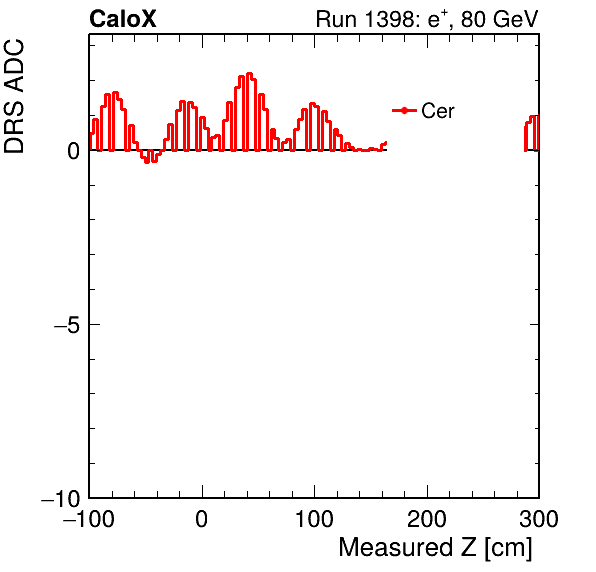 CaloX Run 1398: e⁺, 80 GeV
DRS ADC
Cer
0
−5
−10
−100 0 100 200 300
Measured Z [cm]